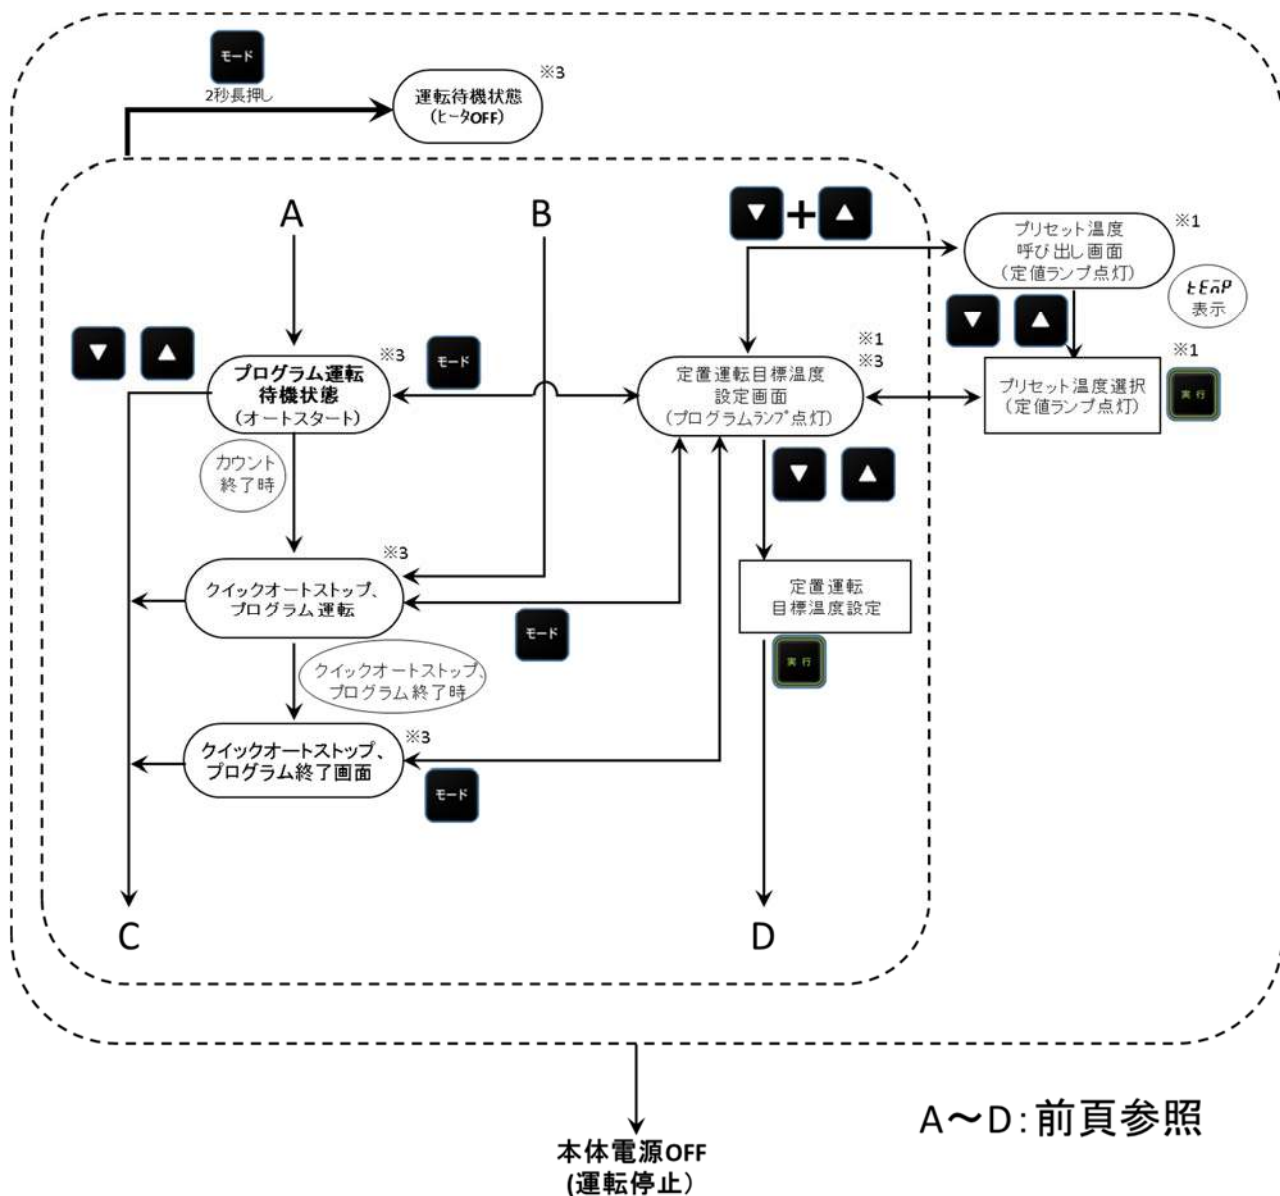 モード
2秒長押し
運転待機状態
(ヒータOFF)
※3
A
B
▼
+
▲
プリセット温度
呼び出し画面
(定値ランプ点灯)
※1
tEmP
表示
▼
▲
▼
▲
プログラム運転
待機状態
(オートスタート)
※3
モード
※1
※3
定置運転目標温度
設定画面
(プログラムランプ点灯)
※1
プリセット温度選択
(定値ランプ点灯)
実行
カウント
終了時
▼
▲
※3
クイックオートストップ、
プログラム運転
モード
定置運転
目標温度設定
実行
クイックオートストップ、
プログラム終了時
※3
クイックオートストップ、
プログラム終了画面
モード
C
D
A～D:前頁参照
本体電源OFF
(運転停止)